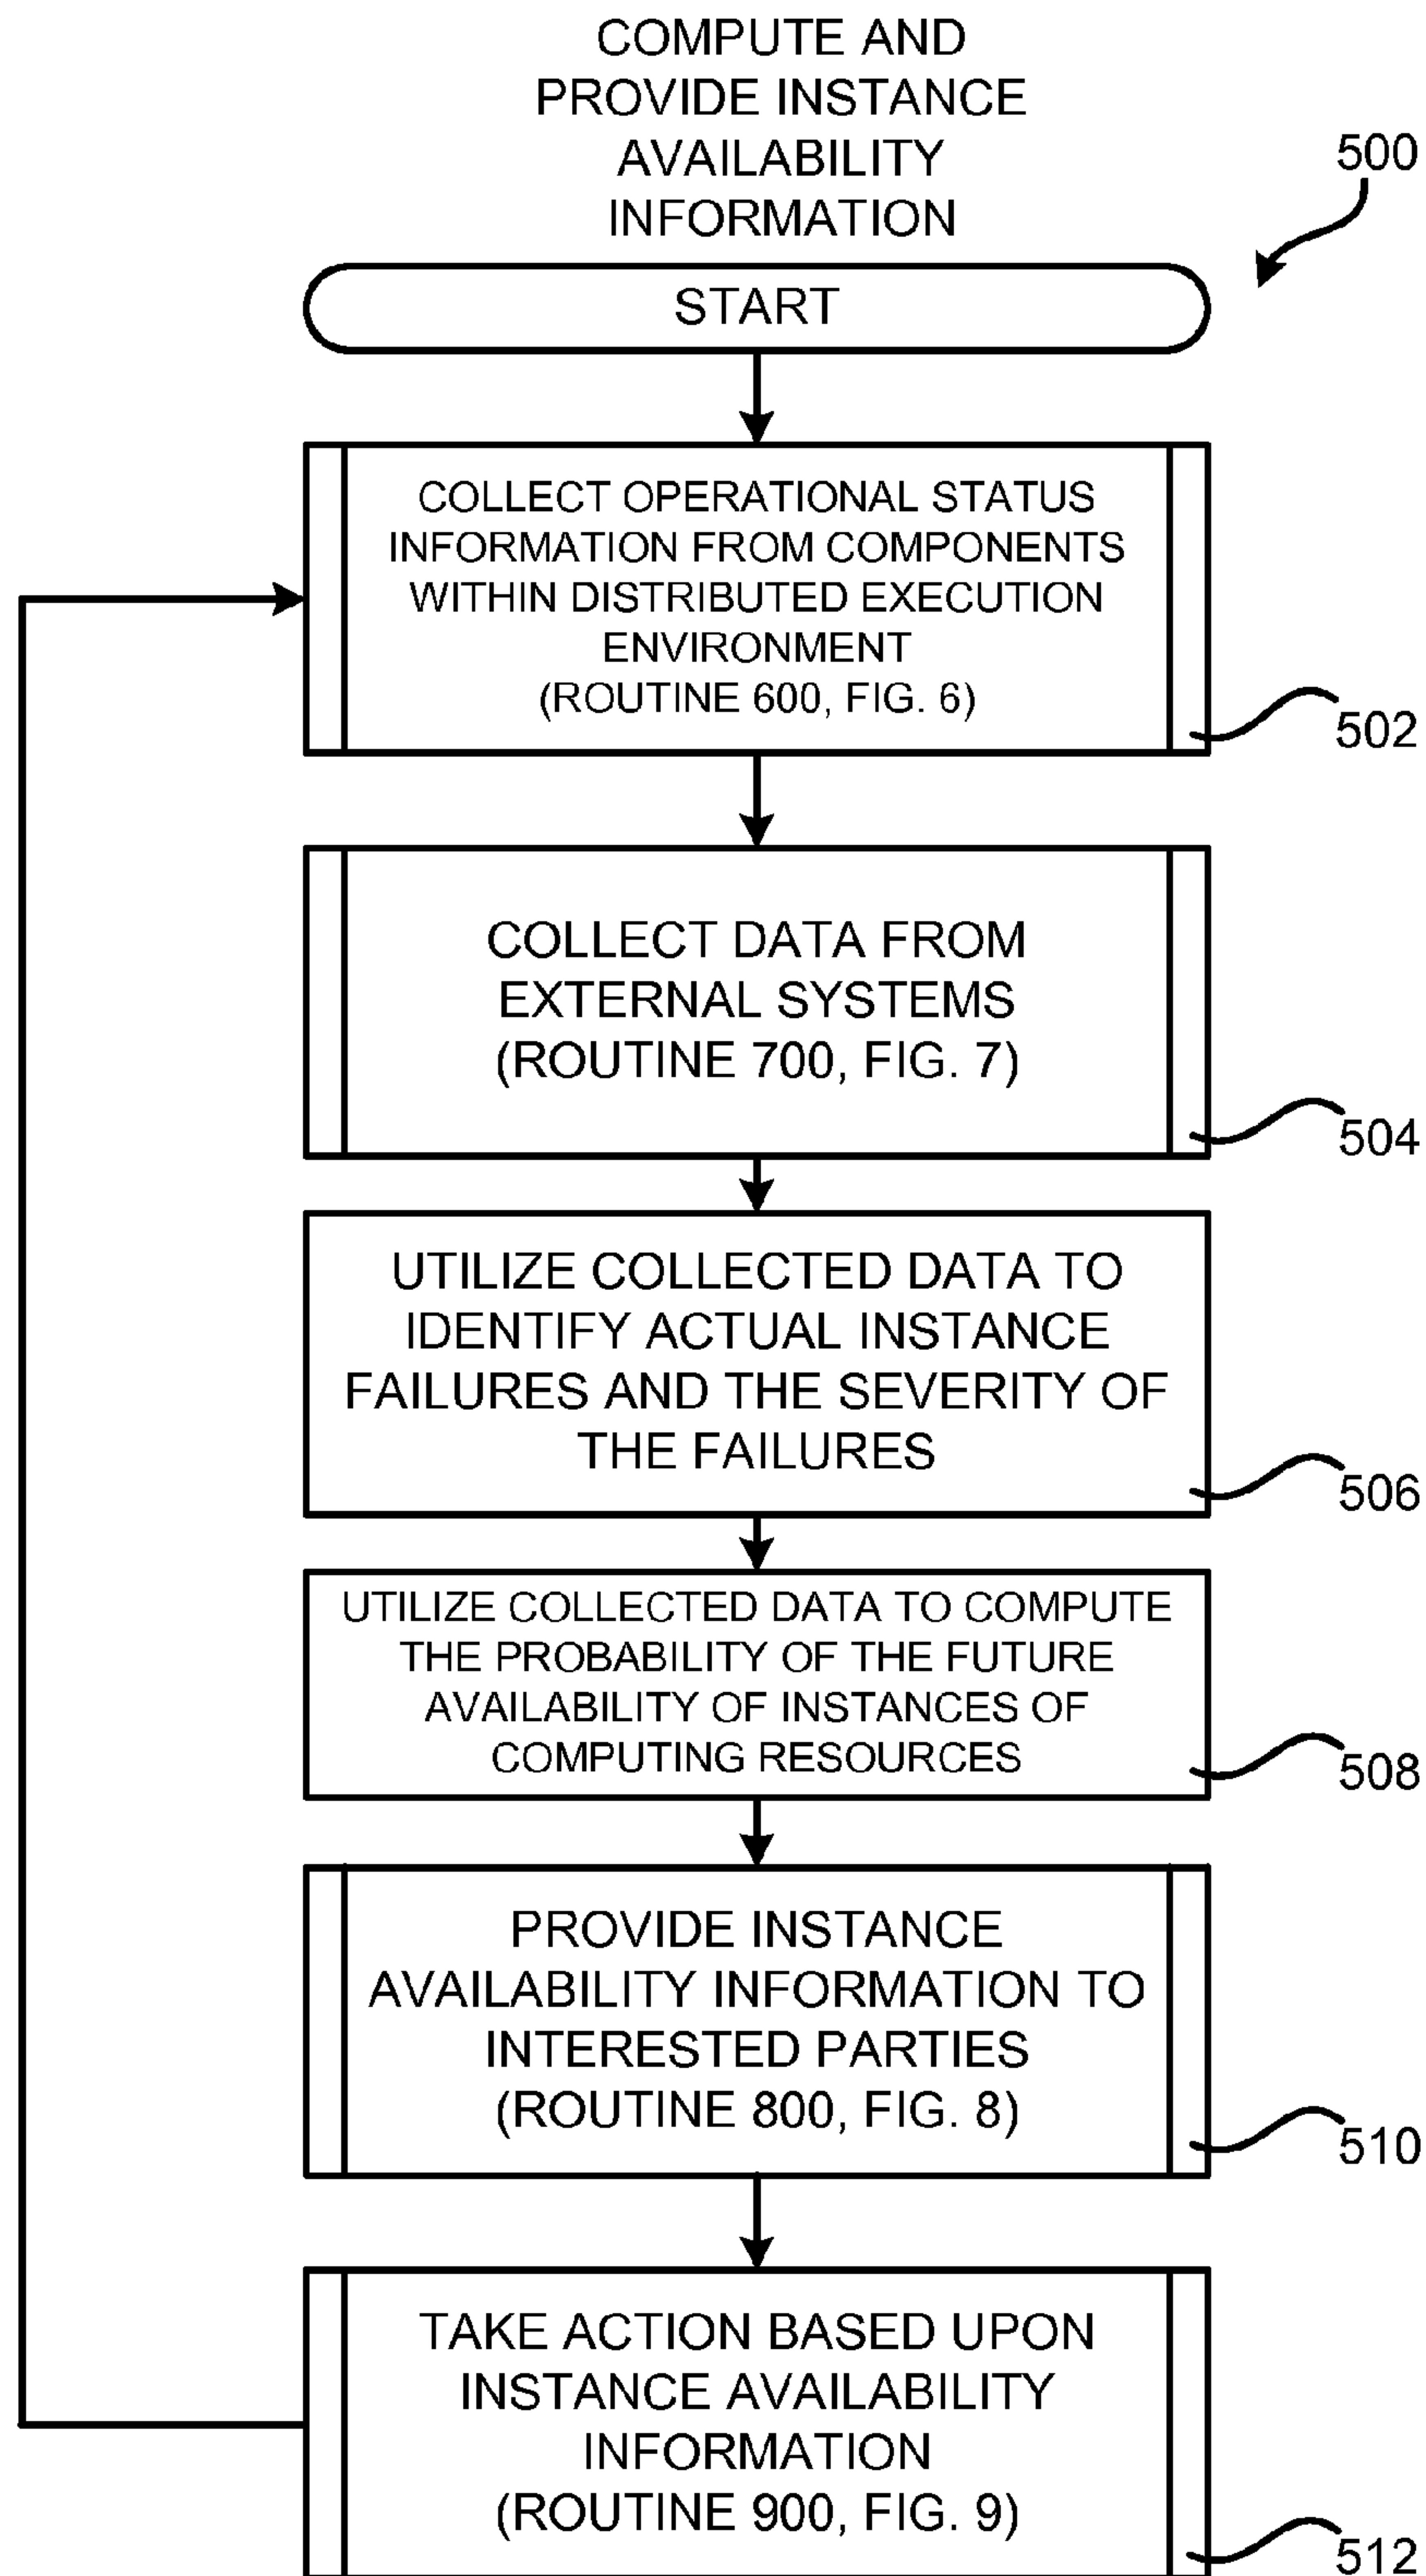 COMPUTE AND
PROVIDE INSTANCE
AVAILABILITY
INFORMATION
500
START
COLLECT OPERATIONAL STATUS
INFORMATION FROM COMPONENTS
WITHIN DISTRIBUTED EXECUTION
ENVIRONMENT
(ROUTINE 600, FIG. 6)
502
COLLECT DATA FROM
EXTERNAL SYSTEMS
(ROUTINE 700, FIG. 7)
504
UTILIZE COLLECTED DATA TO
IDENTIFY ACTUAL INSTANCE
FAILURES AND THE SEVERITY OF
THE FAILURES
506
UTILIZE COLLECTED DATA TO COMPUTE
THE PROBABILITY OF THE FUTURE
AVAILABILITY OF INSTANCES OF
COMPUTING RESOURCES
508
PROVIDE INSTANCE
AVAILABILITY INFORMATION TO
INTERESTED PARTIES
(ROUTINE 800, FIG. 8)
510
TAKE ACTION BASED UPON
INSTANCE AVAILABILITY
INFORMATION
(ROUTINE 900, FIG. 9)
512